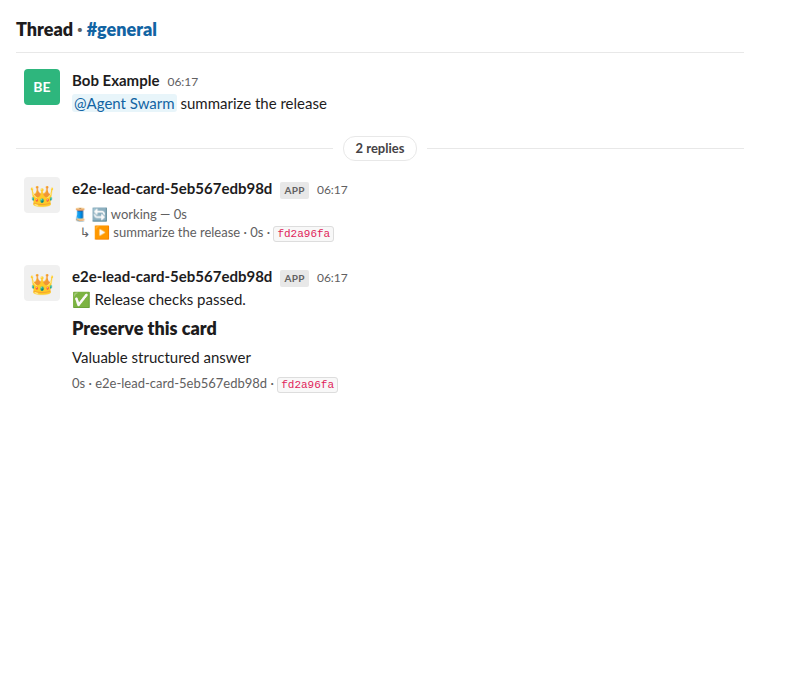 Thread • #general
BE
Bob Example 06:17
@Agent Swarm summarize the release
2 replies
e2e-lead-card-5eb567edb98d APP 06:17
🧵 🔄 working — 0s
↳ ▶️ summarize the release · 0s · fd2a96fa
e2e-lead-card-5eb567edb98d APP 06:17
✅ Release checks passed.
Preserve this card
Valuable structured answer
0s · e2e-lead-card-5eb567edb98d · fd2a96fa